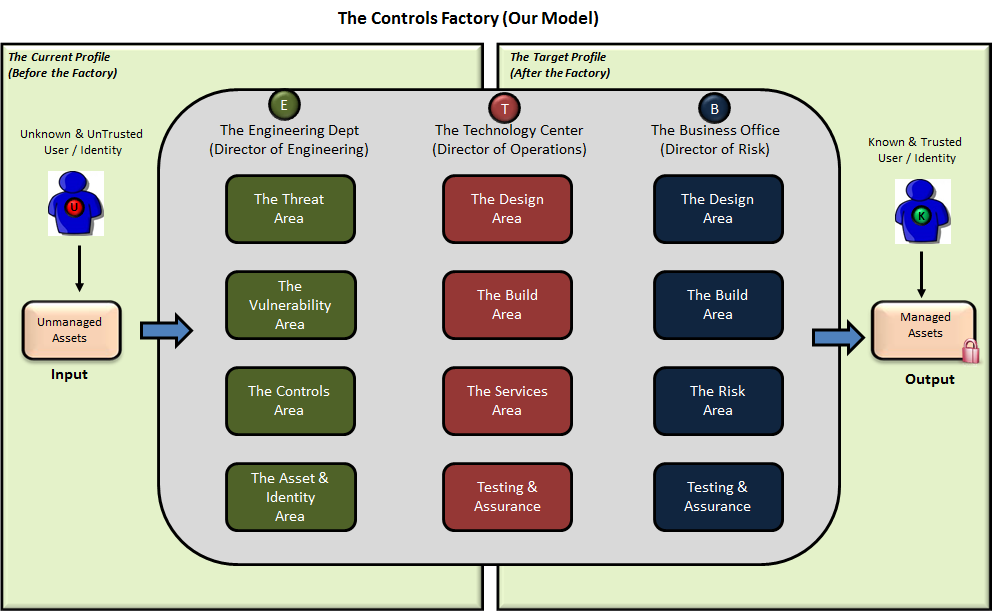 The Controls Factory (Our Model)
The Current Profile
(Before the Factory)
The Target Profile
(After the Factory)
E
T
B
The Engineering Dept
(Director of Engineering)
The Technology Center
(Director of Operations)
The Business Office
(Director of Risk)
Unknown & UnTrusted
User / Identity
U
Unmanaged
Assets
Input
The Threat
Area
The Vulnerability
Area
The Controls
Area
The Asset &
Identity
Area
The Design
Area
The Build
Area
The Services
Area
Testing &
Assurance
The Design
Area
The Build
Area
The Risk
Area
Testing &
Assurance
Known & Trusted
User / Identity
K
Managed
Assets
Output